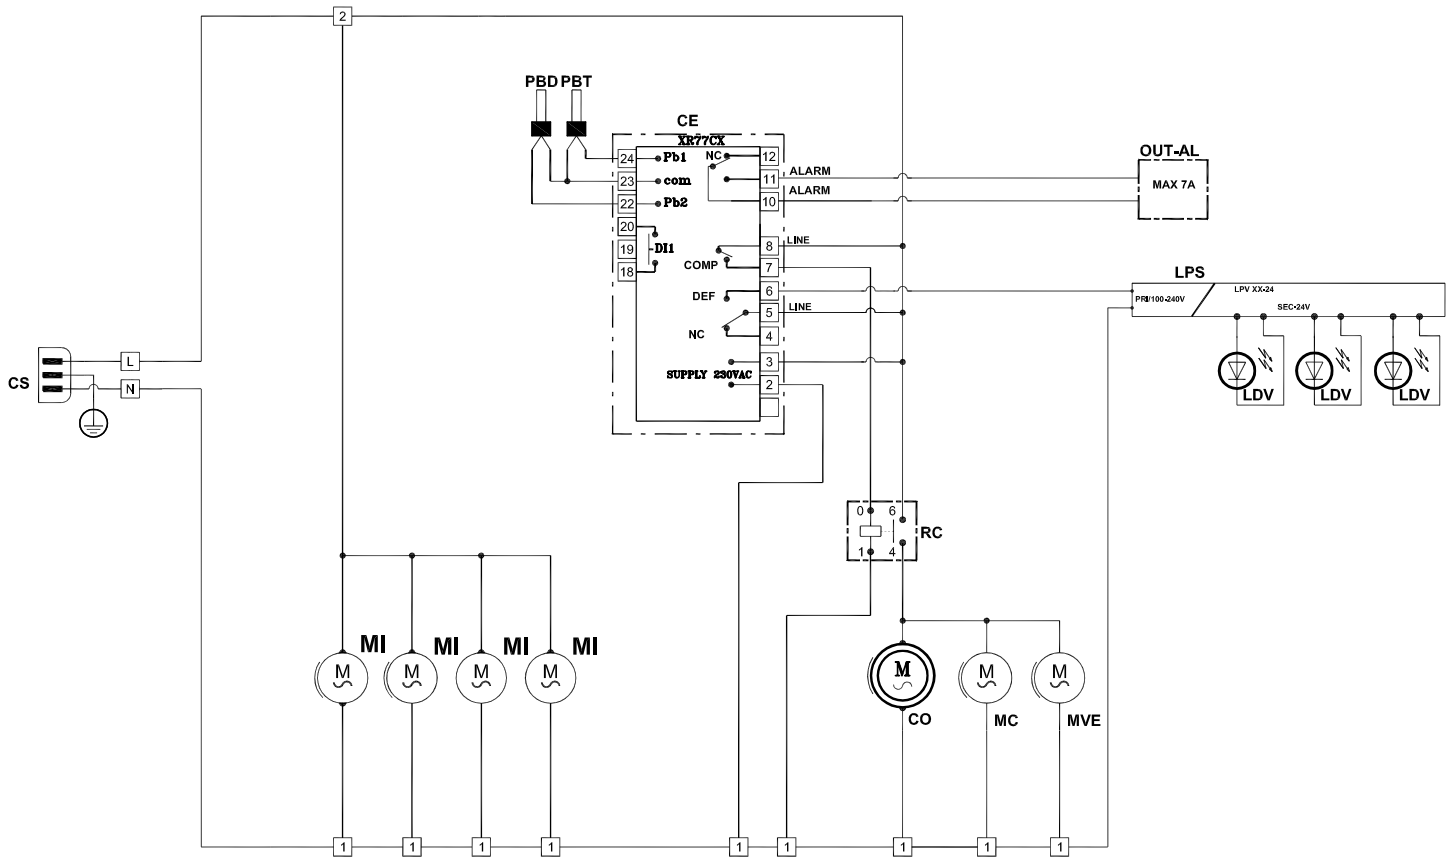 2
PBD PBT
CE
XR77CX
24 Pb1 NC 12
OUT-AL
23 com 11 ALARM
MAX 7A
22 Pb2 10 ALARM
20
19 DI1 8 LINE
18 COMP 7
LPS
DEF 6
PRI/100-240V LPV XX-24
5 LINE
SEC-24V
NC 4
L
3
SUPPLY 230VAC
CS
N
2
LDV LDV LDV
0 6
RC
1 4
MI MI MI MI
M M M M M M M
CO MC MVE
1 1 1 1 1 1 1 1 1